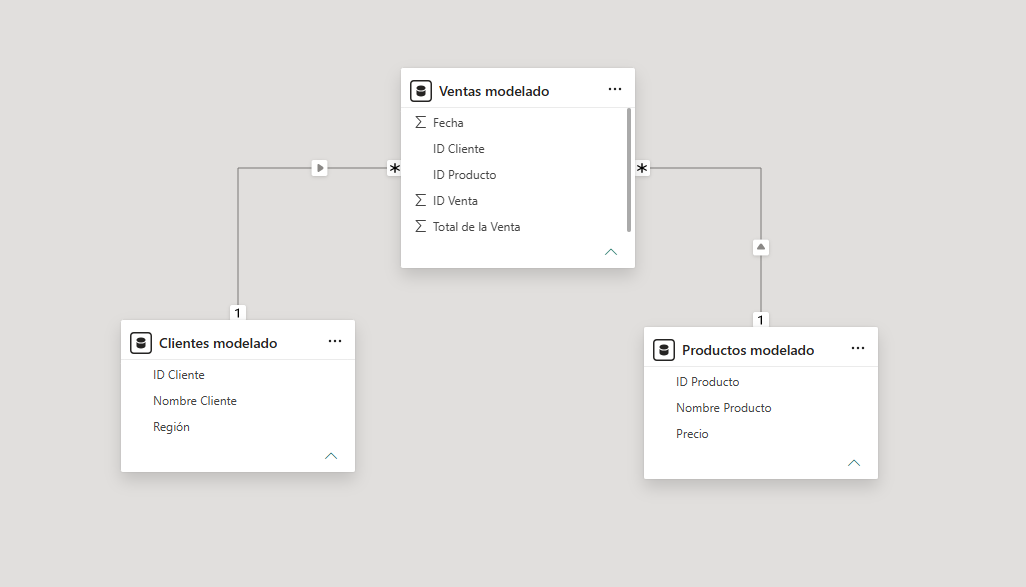 Ventas modelado
∑ Fecha
ID Cliente
ID Producto
∑ ID Venta
∑ Total de la Venta
*
*
1
1
Clientes modelado
ID Cliente
Nombre Cliente
Región
Productos modelado
ID Producto
Nombre Producto
Precio